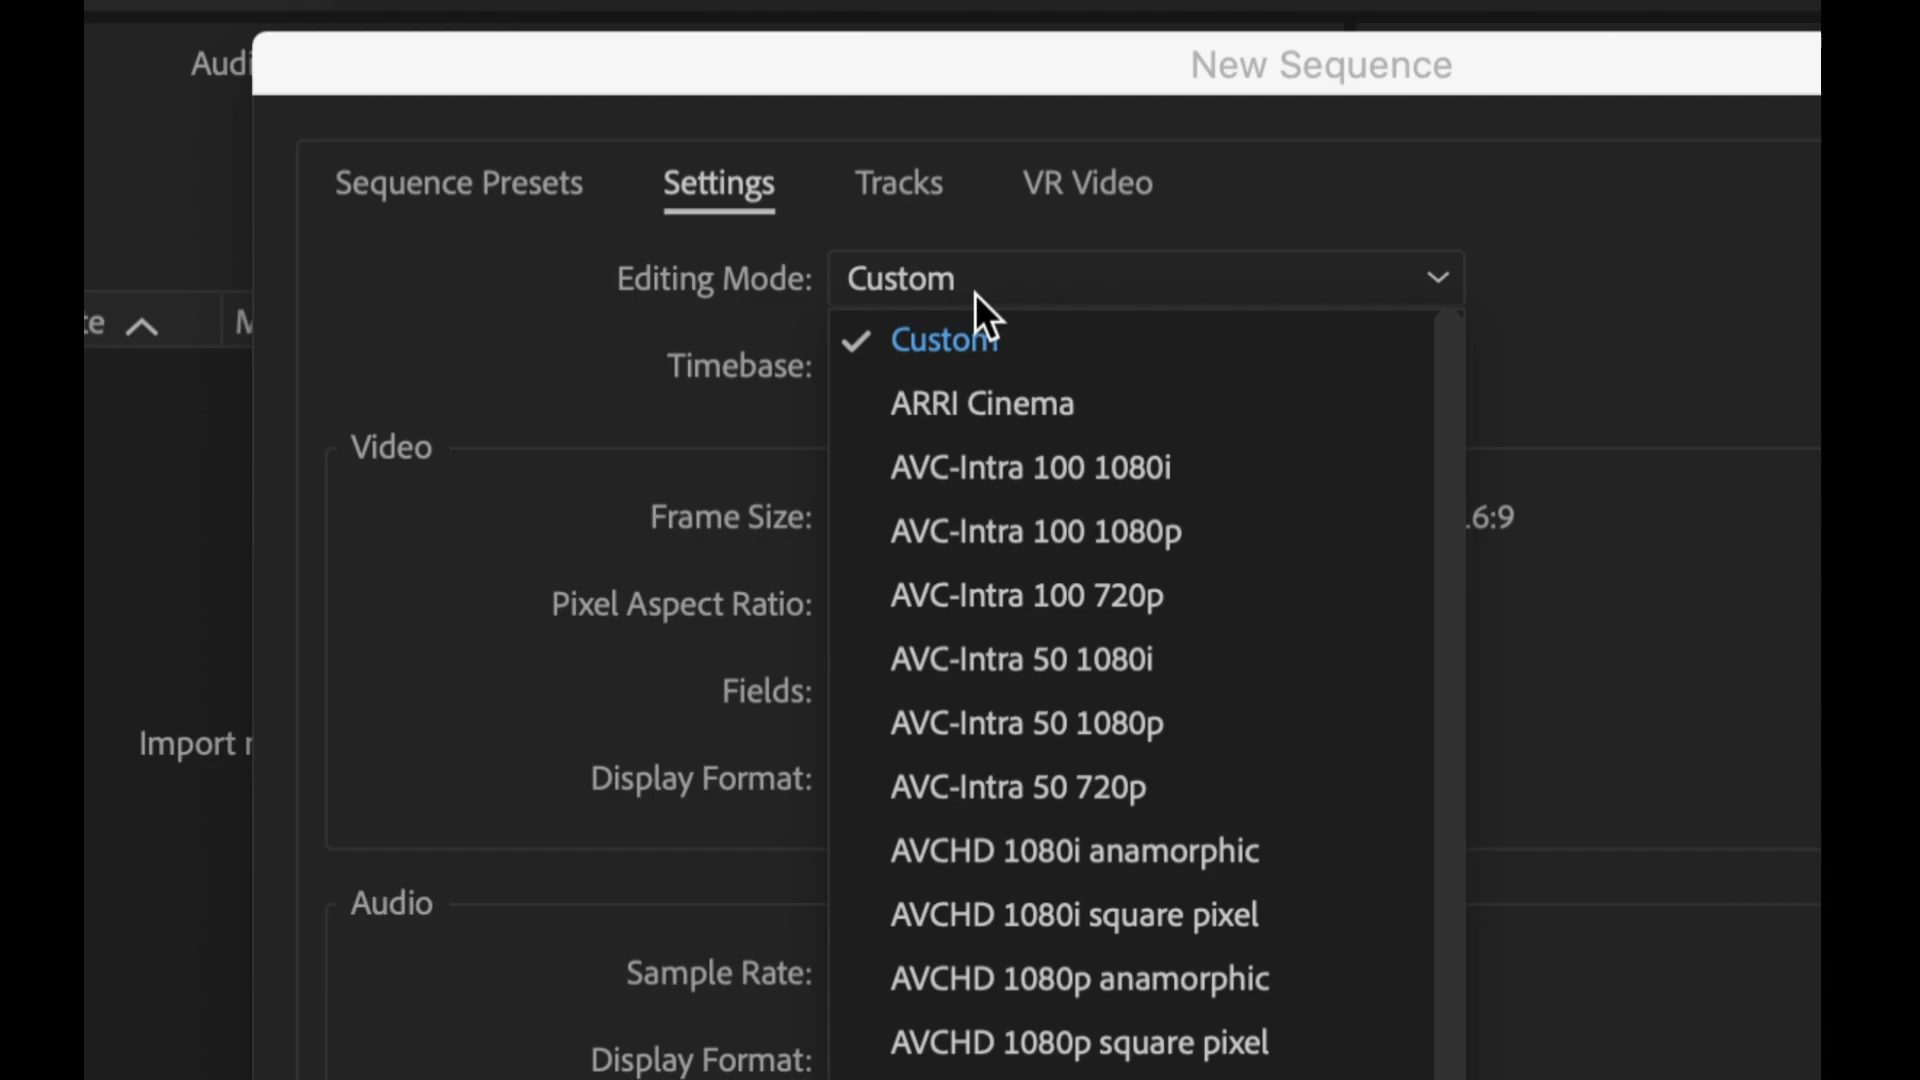 Audi
New Sequence
Sequence Presets Settings Tracks VR Video
Editing Mode: Custom
Custom
Timebase:
ARRI Cinema
Video
AVC-Intra 100 1080i
Frame Size:
.6:9
AVC-Intra 100 1080p
AVC-Intra 100 720p
Pixel Aspect Ratio:
AVC-Intra 50 1080i
Fields:
AVC-Intra 50 1080p
Import
Display Format:
AVC-Intra 50 720p
AVCHD 1080i anamorphic
Audio
AVCHD 1080i square pixel
Sample Rate:
AVCHD 1080p anamorphic
Display Format:
AVCHD 1080p square pixel